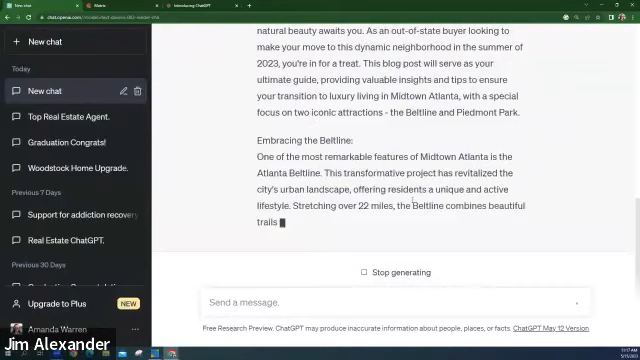 New chat
Matrix
Introducing ChatGPT
New chat
Today
New chat
Top Real Estate Agent.
Graduation Congrats!
Woodstock Home Upgrade.
Previous 7 Days
Support for addiction recovery
Real Estate ChatGPT.
Previous 30 Days
Upgrade to Plus
NEW
Amanda Warren
Jim Alexander
natural beauty awaits you. As an out-of-state buyer looking to
make your move to this dynamic neighborhood in the summer of
2023, you're in for a treat. This blog post will serve as your
ultimate guide, providing valuable insights and tips to ensure
your transition to luxury living in Midtown Atlanta, with a special
focus on two iconic attractions - the Beltline and Piedmont Park.
Embracing the Beltline:
One of the most remarkable features of Midtown Atlanta is the
Atlanta Beltline. This transformative project has revitalized the
city's urban landscape, offering residents a unique and active
lifestyle. Stretching over 22 miles, the Beltline combines beautiful
trails
Stop generating
Send a message.
Free Research Preview. ChatGPT may produce inaccurate information about people, places, or facts. ChatGPT May 12 Version